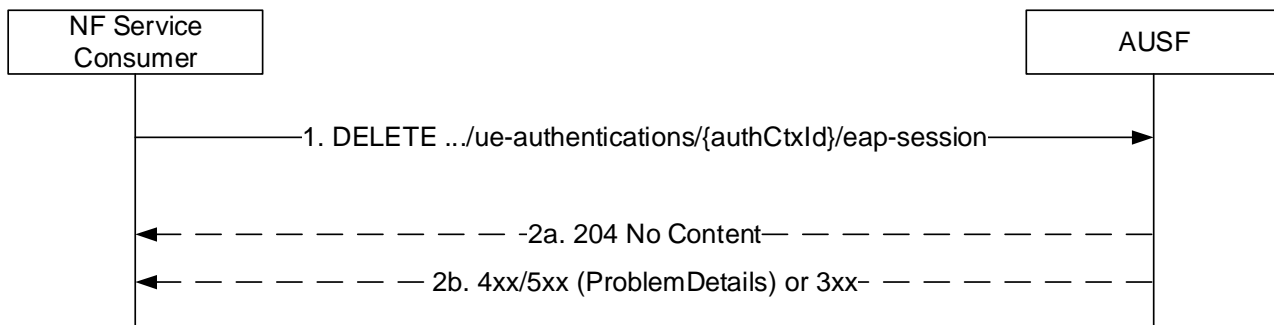 NF Service
Consumer
AUSF
1. DELETE .../ue-authentications/{authCtxId}/eap-session
2a. 204 No Content
2b. 4xx/5xx (ProblemDetails) or 3xx